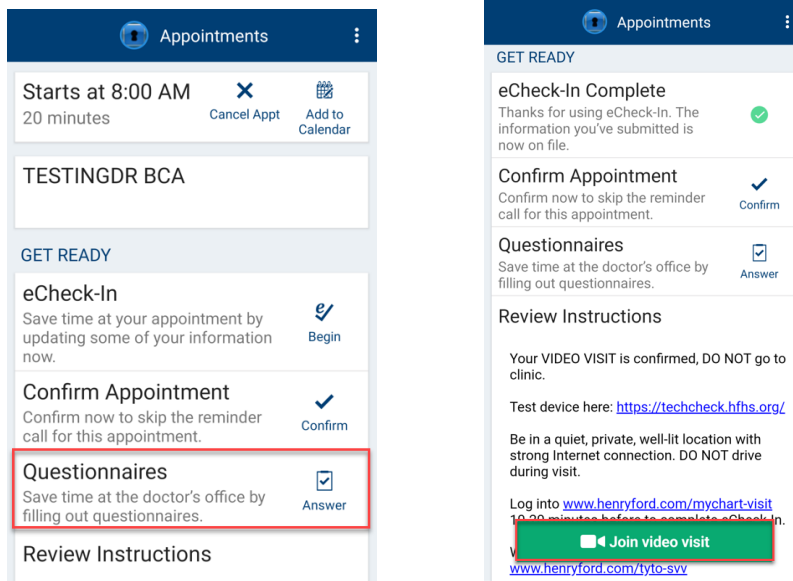 Appointments
Starts at 8:00 AM
20 minutes
Cancel Appt
Add to
Calendar
TESTINGDR BCA
GET READY
eCheck-In
Save time at your appointment by
updating some of your information
now.
Begin
Confirm Appointment
Confirm now to skip the reminder
call for this appointment.
Confirm
Questionnaires
Save time at the doctor's office by
filling out questionnaires.
Answer
Review Instructions
Appointments
GET READY
eCheck-In Complete
Thanks for using eCheck-In. The
information you've submitted is
now on file.
Confirm Appointment
Confirm now to skip the reminder
call for this appointment.
Confirm
Questionnaires
Save time at the doctor's office by
filling out questionnaires.
Answer
Review Instructions
Your VIDEO VISIT is confirmed, DO NOT go to
clinic.
Test device here: https://techcheck.hfhs.org/
Be in a quiet, private, well-lit location with
strong Internet connection. DO NOT drive
during visit.
Log into www.henryford.com/mychart-visit
Join video visit
www.henryford.com/tyto-svv